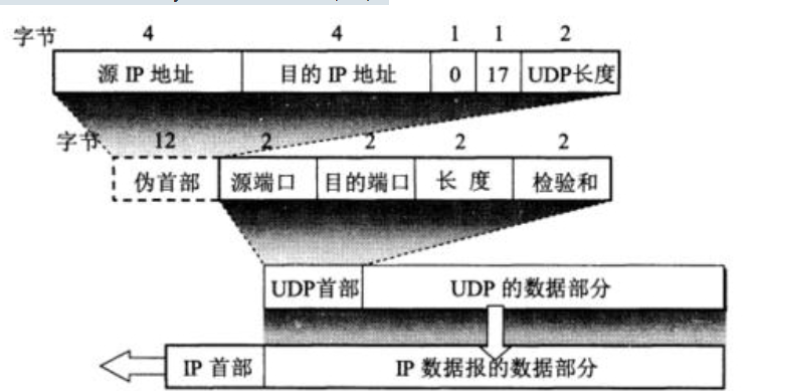 字节 4 4 1 1 2
源 IP 地址 目的 IP 地址 0 17 UDP长度
字节 12 2 2 2 2
伪首部 源端口 目的端口 长 度 检验和
UDP首部 UDP 的数据部分
IP 首部 IP 数据报的数据部分